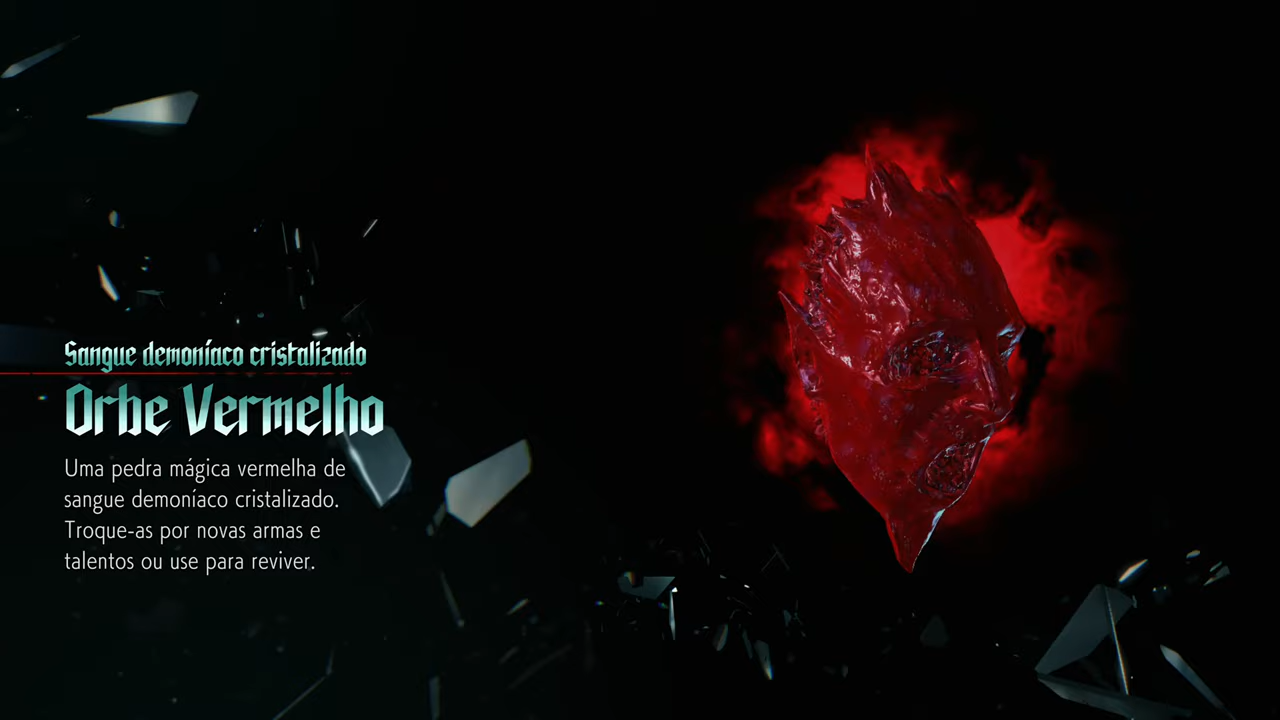 Sangue demoníaco cristalizado
Orbe Vermelho
Uma pedra mágica vermelha de
sangue demoníaco cristalizado.
Troque-as por novas armas e
talentos ou use para reviver.